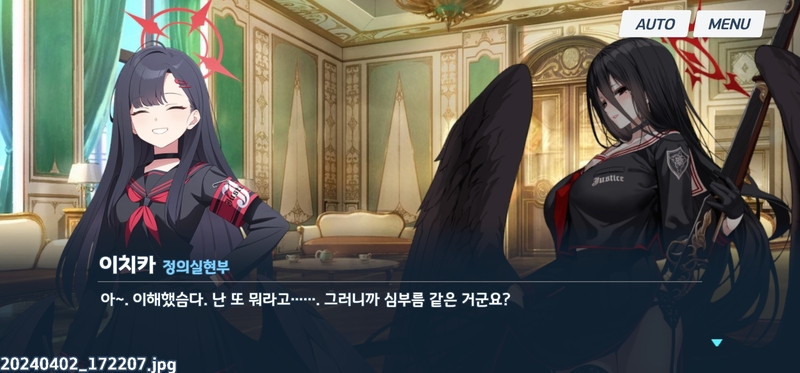 AUTO
MENU
Justice
이치카 정의실현부
아~. 이해했슴다. 난 또 뭐라고……. 그러니까 심부름 같은 거군요?
20240402_172207.jpg